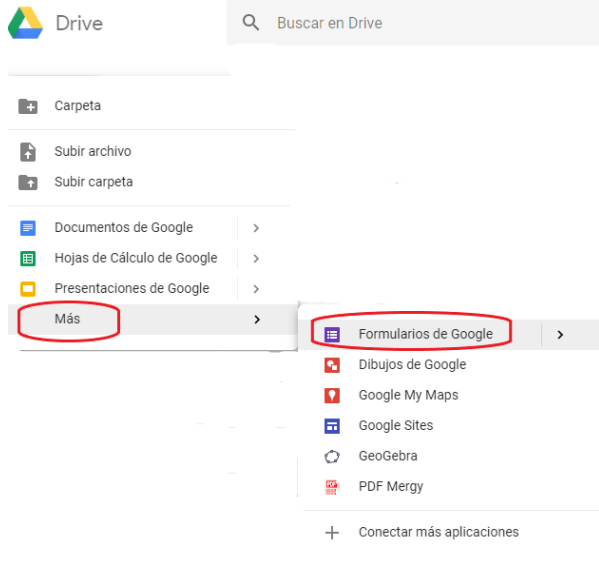 Drive
Buscar en Drive
Carpeta
Subir archivo
Subir carpeta
Documentos de Google
Hojas de Cálculo de Google
Presentaciones de Google
Más
Formularios de Google
Dibujos de Google
Google My Maps
Google Sites
GeoGebra
PDF Mergy
Conectar más aplicaciones